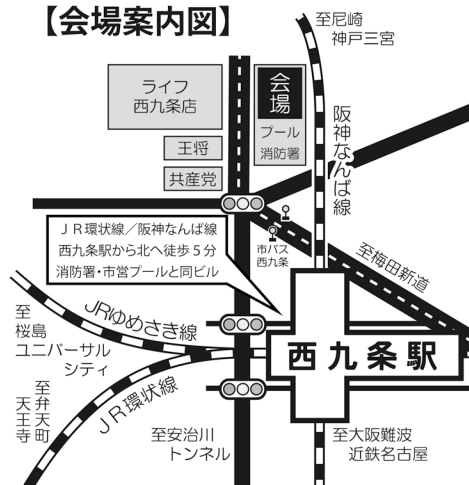 【会場案内図】
至尼崎
神戸三宮
ライフ
西九条店
会場
プール
消防署
王将
共産党
阪神なんば線
市バス
西九条
至梅田新道
ＪＲ環状線／阪神なんば線
西九条駅から北へ徒歩５分
消防署・市営プールと同ビル
至
桜島
ユニバーサル
シティ
JRゆめさき線
西九条駅
至弁天町
天王寺
ＪＲ環状線
至安治川
トンネル
至大阪難波
近鉄名古屋